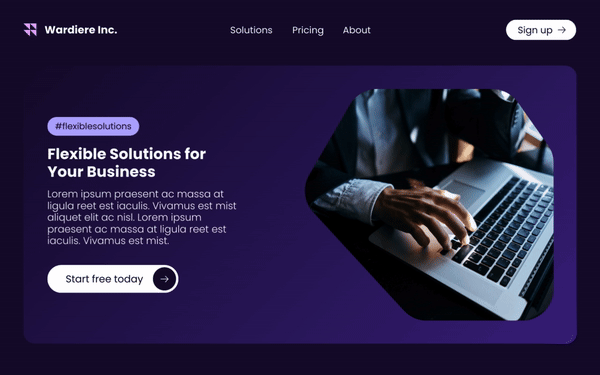 Wardiere Inc.
Solutions
Pricing
About
Sign up
#flexiblesolutions
Flexible Solutions for
Your Business
Lorem ipsum praesent ac massa at
ligula reet est iaculis. Vivamus est mist
aliquet elit ac nisl. Lorem ipsum
praesent ac massa at ligula reet est
iaculis. Vivamus est mist.
Start free today